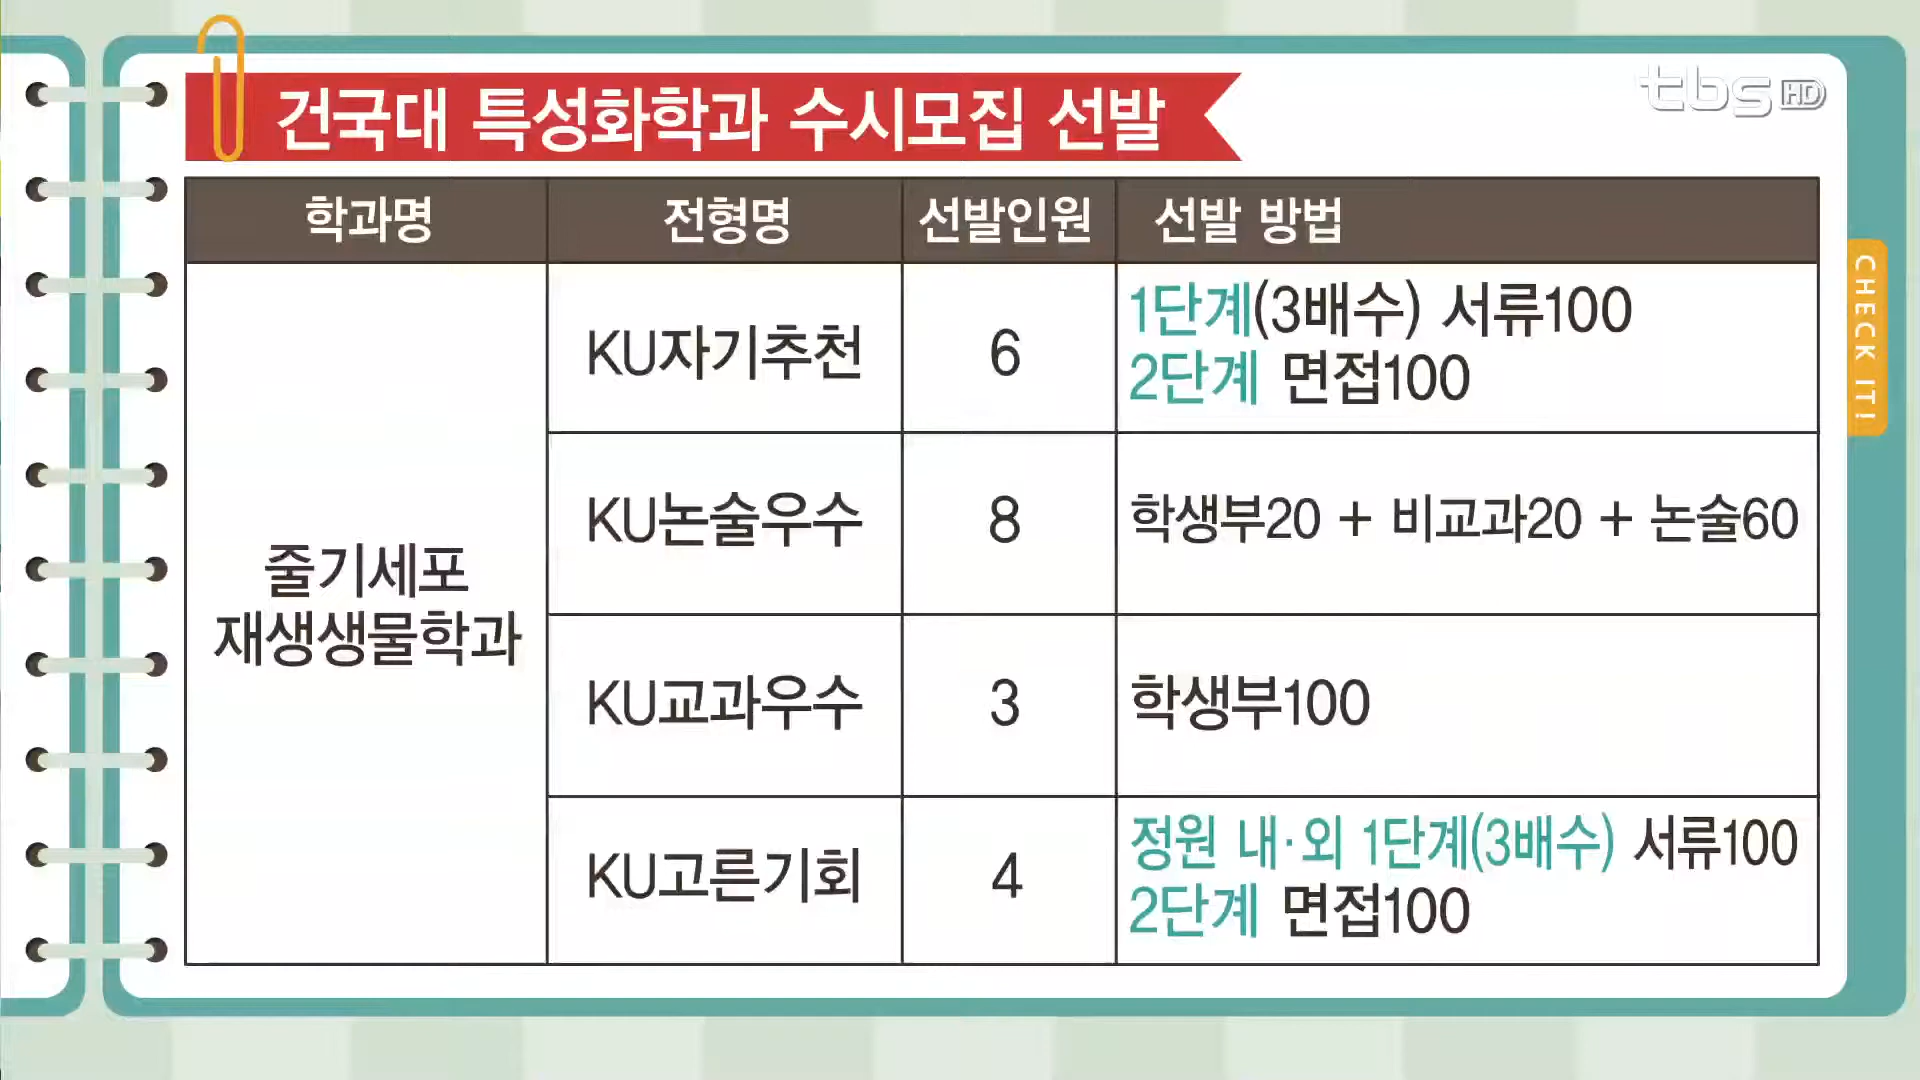 건국대 특성화학과 수시모집 선발
tbs HD
학과명 전형명 선발인원 선발 방법
줄기세포
재생생물학과
KU자기추천 6
1단계(3배수) 서류100
2단계 면접100
KU논술우수 8 학생부20 + 비교과20 + 논술60
KU교과우수 3 학생부100
KU고른기회 4
정원 내·외 1단계(3배수) 서류100
2단계 면접100
CHECK IT!